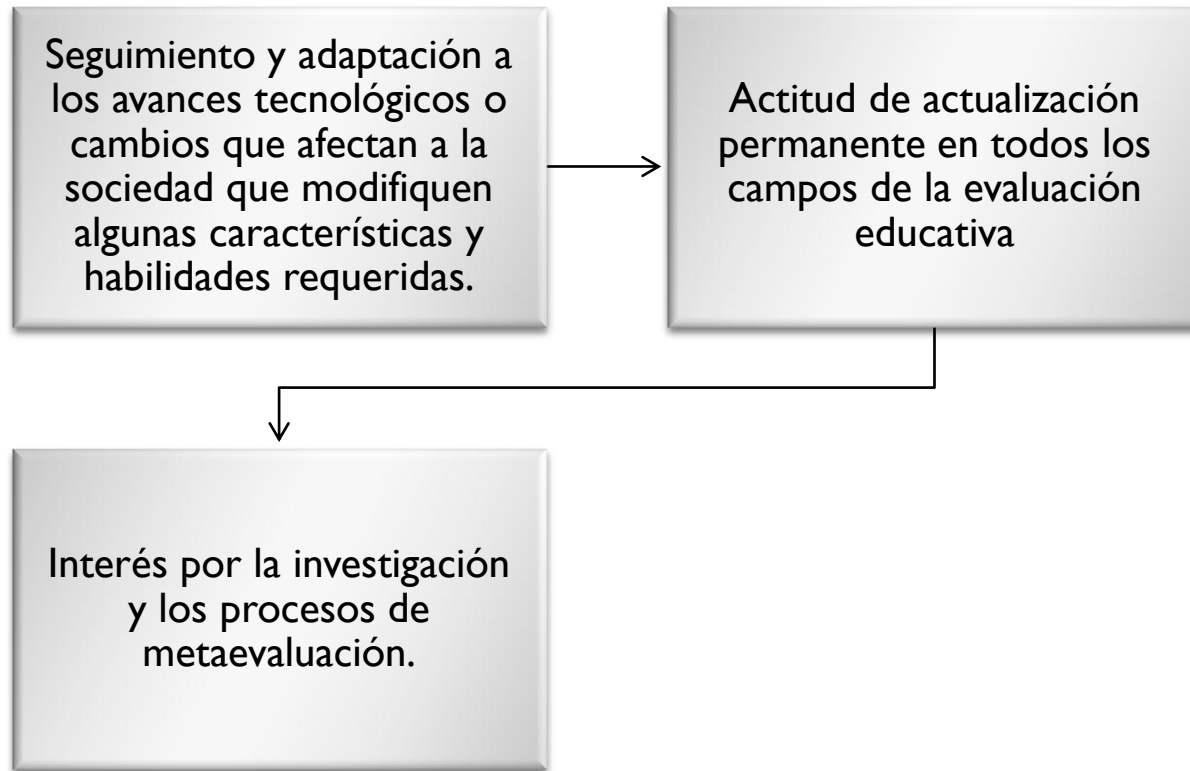 Seguimiento y adaptación a
los avances tecnológicos o
cambios que afectan a la
sociedad que modifiquen
algunas características y
habilidades requeridas.
Actitud de actualización
permanente en todos los
campos de la evaluación
educativa
Interés por la investigación
y los procesos de
metaevaluación.